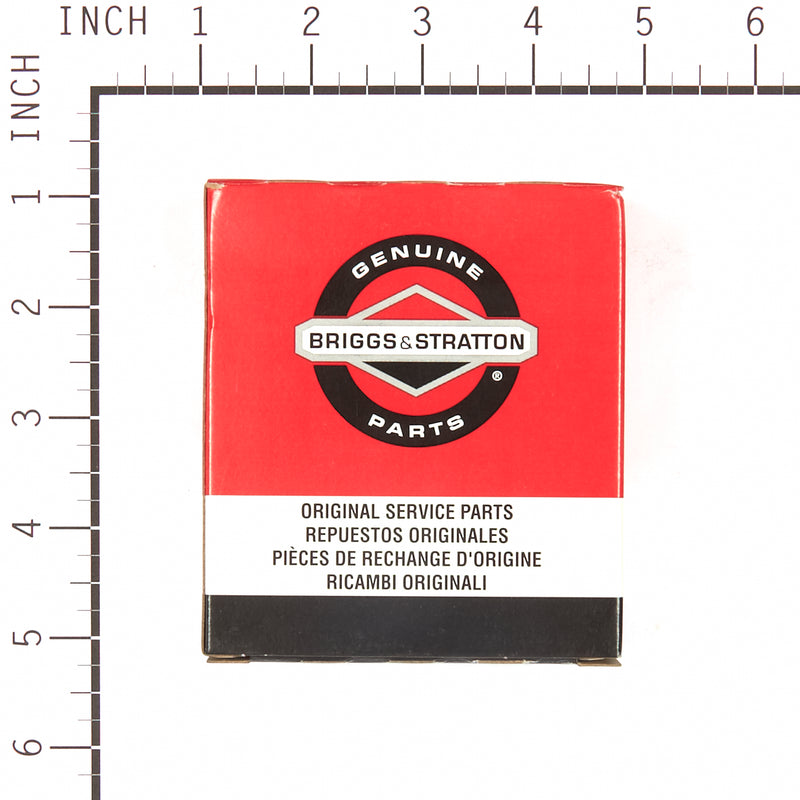 INCH 1 2 3 4 5 6
INCH
1
2
3
4
5
6
GENUINE
BRIGGS & STRATTON
®
PARTS
ORIGINAL SERVICE PARTS
REPUESTOS ORIGINALES
PIÈCES DE RECHANGE D'ORIGINE
RICAMBI ORIGINALI